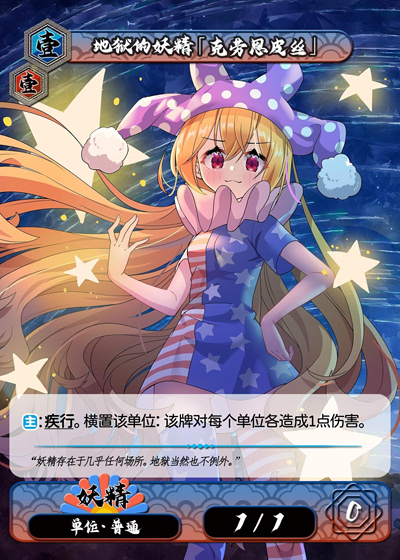 壹
地狱的妖精「克劳恩皮丝」
壹
主:疾行。横置该单位:该牌对每个单位各造成1点伤害。
“妖精存在于几乎任何场所。地狱当然也不例外。”
妖精
单位·普通
1/1
0